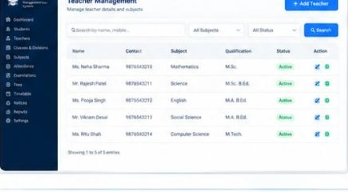 Management
System
Teacher Management
Manage teacher details and subjects
+ Add Teacher
Dashboard
Students
Teachers
Classes & Divisions
Subjects
Attendance
Examinations
Fees
Timetable
Notices
Reports
Settings
Search by name, mobile...
All Subjects
All Status
Search
Name Contact Subject Qualification Status Action
Ms. Neha Sharma 9876543210 Mathematics M.Sc. Active
Mr. Rajesh Patel 9876543211 Science M.Sc. B.Ed. Active
Ms. Pooja Singh 9876543212 English M.A. B.Ed. Active
Mr. Vikram Desai 9876543213 Social Science M.A. B.Ed. Active
Ms. Ritu Shah 9876543214 Computer Science M.Tech. Active
Showing 1 to 5 of 5 entries